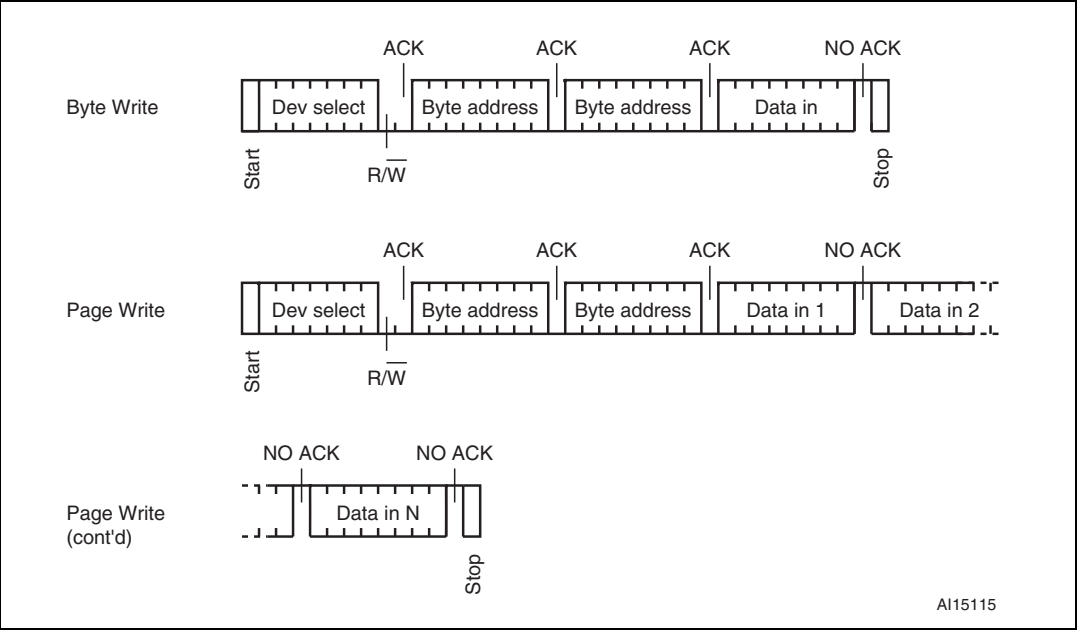 ACK ACK ACK NO ACK
Byte Write Dev select Byte address Byte address Data in
Start R/W Stop
ACK ACK ACK NO ACK
Page Write Dev select Byte address Byte address Data in 1 Data in 2
Start R/W
NO ACK NO ACK
Page Write
(cont'd)
Data in N
Stop
AI15115